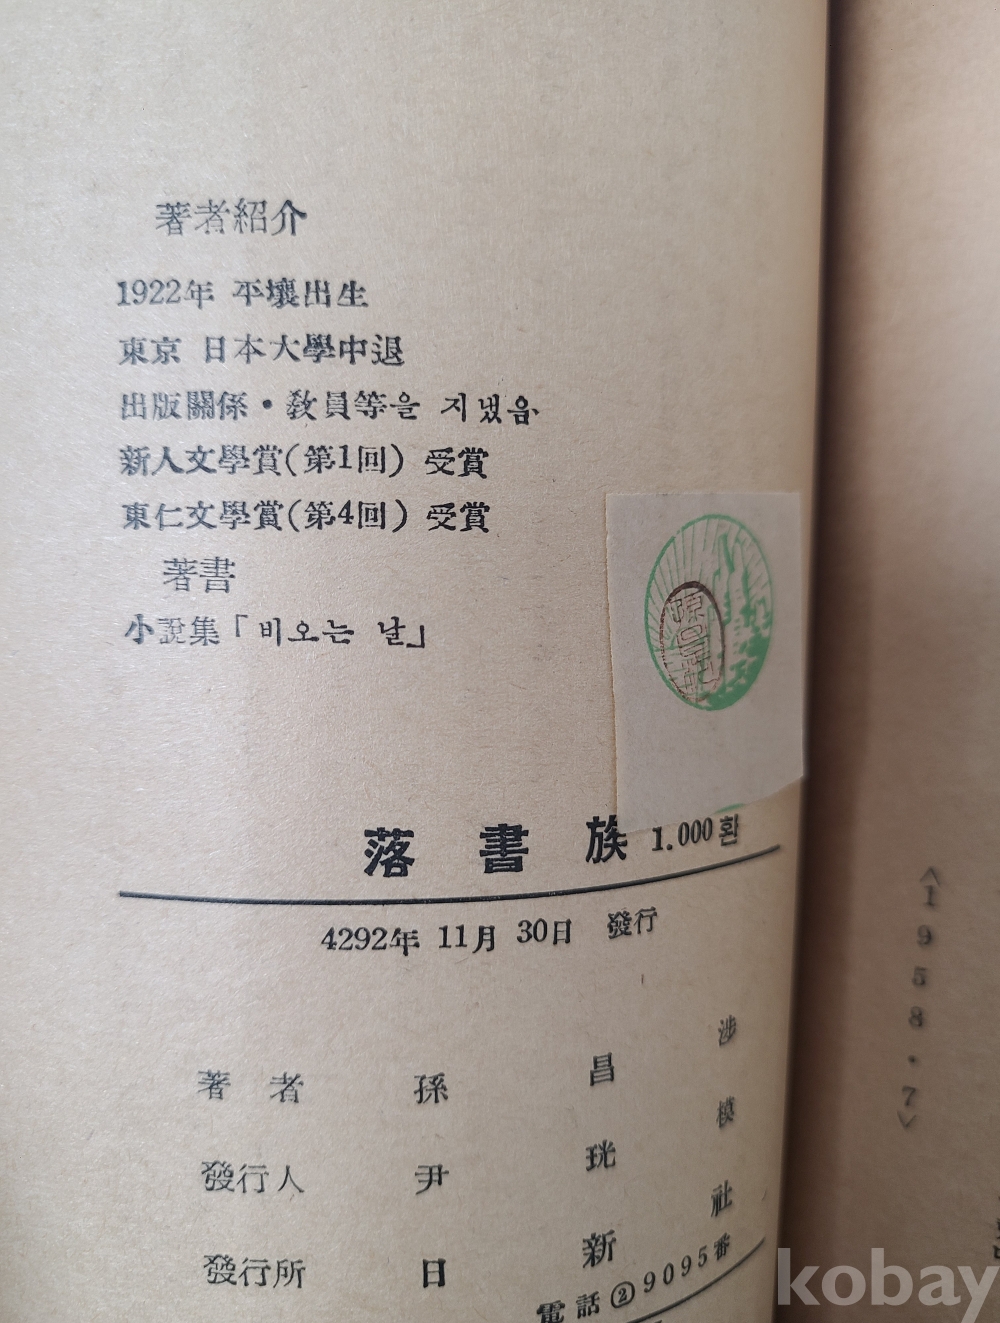 著者紹介
1922年 平壤出生
東京 日本大學中退
出版關係·敎員等을 지냈음·
新人文學賞(第1回) 受賞
東仁文學賞(第4回) 受賞
著書
小說集「비오는 날」
落書族 1.000환
4292年 11月 30日 發行
著者 孫昌涉
發行人 尹珖模
發行所 日新社
電話②9095番
<1958·7>
kobay